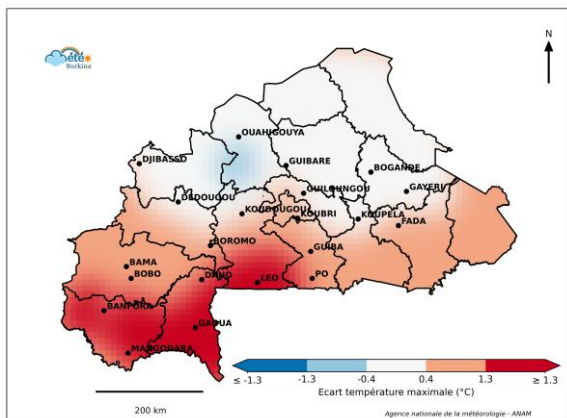 N
été
Burkina
OUAHIGOUYA
DJIBASSO
GUIBARE
BOGANDE
GUILOUNGOU
GAYERI
DEDOUGOU
KOUDOUGOU
KOUBRI
KOUPELA
FADA
BOROMO
GUIBA
BAMA
BOBO
DANO
LEO
PO
BANFORA
GAOUA
MANGODARA
≤ -1.3 -1.3 -0.4 0.4 1.3 ≥ 1.3
Ecart température maximale (°C)
200 km
Agence nationale de la météorologie - ANAM